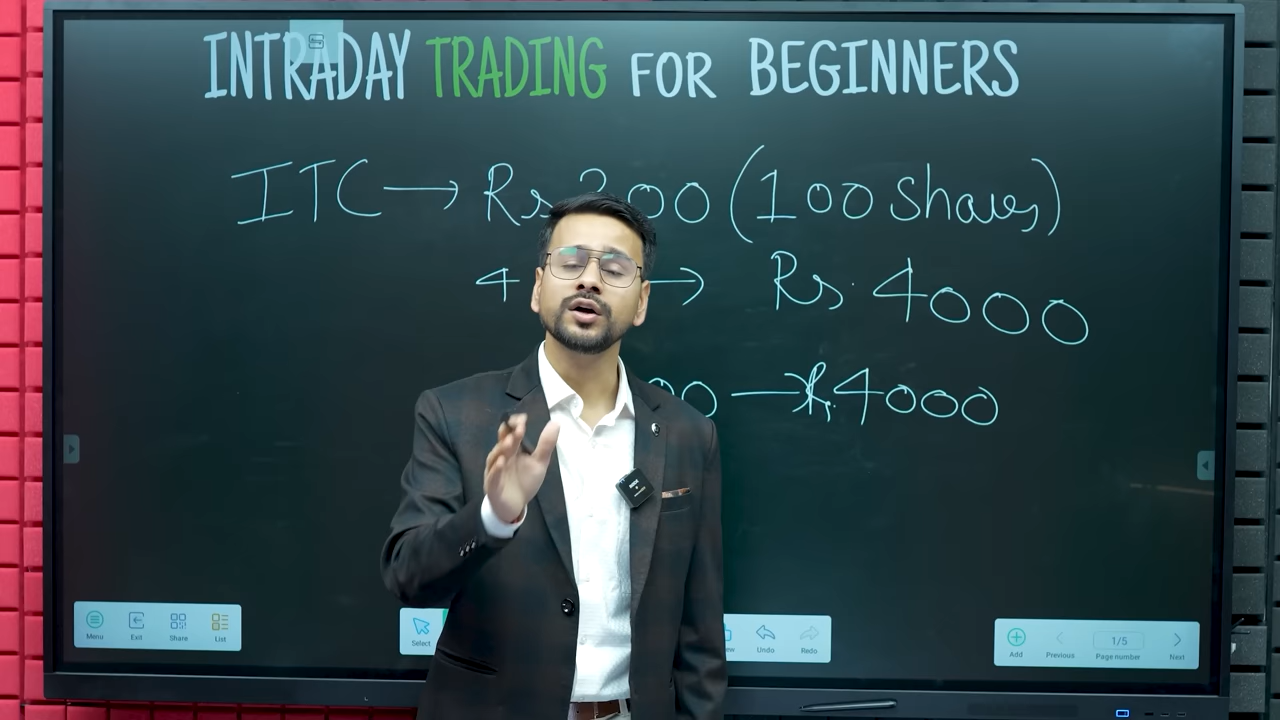 INTRADAY TRADING FOR BEGINNERS
ITC → Rs 200 (100 Shares)
4 → Rs. 4000
00 → Rs. 4000
Menu Exit Share List
Select Undo Redo
Add Previous 1/5 Page number Next